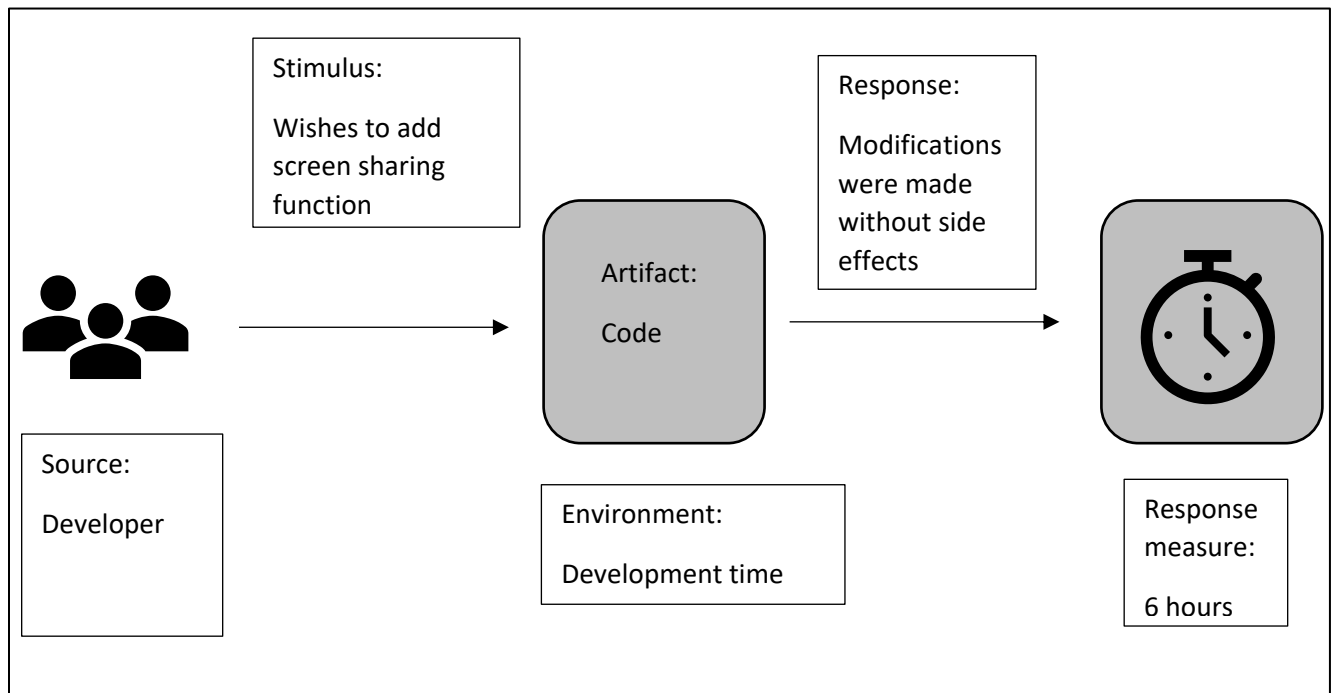 Stimulus:
Wishes to add
screen sharing
function
Response:
Modifications
were made
without side
effects
Artifact:
Code
Source:
Developer
Environment:
Development time
Response
measure:
6 hours